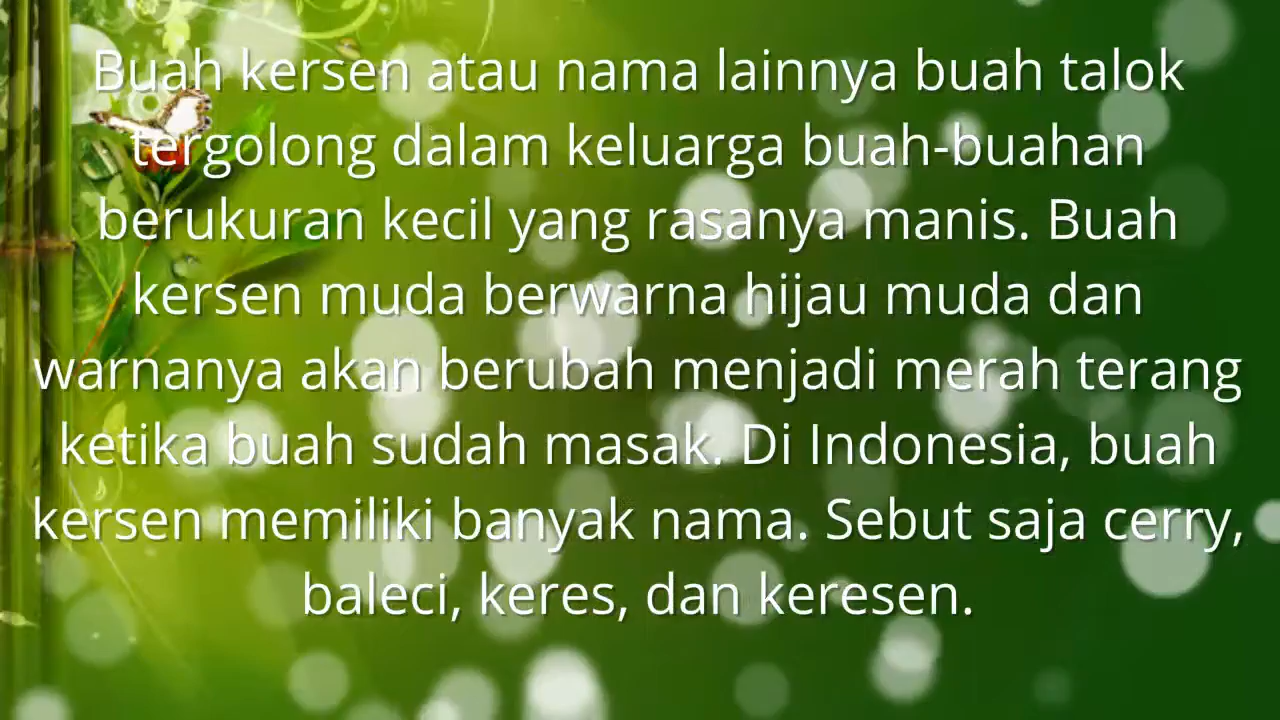 Buah kersen atau nama lainnya buah talok
tergolong dalam keluarga buah-buahan
berukuran kecil yang rasanya manis. Buah
kersen muda berwarna hijau muda dan
warnanya akan berubah menjadi merah terang
ketika buah sudah masak. Di Indonesia, buah
kersen memiliki banyak nama. Sebut saja cerry,
baleci, keres, dan keresen.